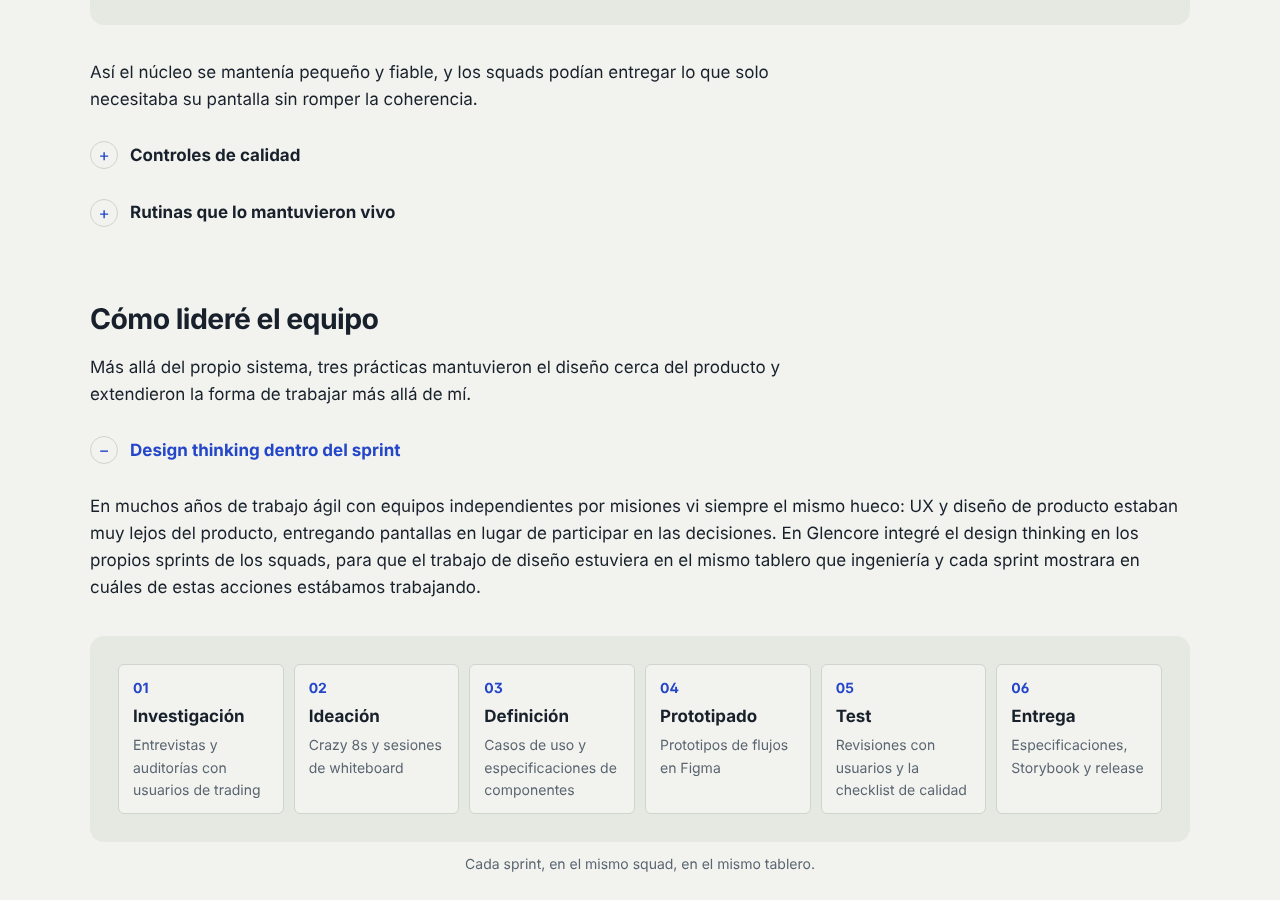 Así el núcleo se mantenía pequeño y fiable, y los squads podían entregar lo que solo
necesitaba su pantalla sin romper la coherencia.
+ Controles de calidad
+ Rutinas que lo mantuvieron vivo
Cómo lideré el equipo
Más allá del propio sistema, tres prácticas mantuvieron el diseño cerca del producto y
extendieron la forma de trabajar más allá de mí.
– Design thinking dentro del sprint
En muchos años de trabajo ágil con equipos independientes por misiones vi siempre el mismo hueco: UX y diseño de producto estaban
muy lejos del producto, entregando pantallas en lugar de participar en las decisiones. En Glencore integré el design thinking en los
propios sprints de los squads, para que el trabajo de diseño estuviera en el mismo tablero que ingeniería y cada sprint mostrara en
cuáles de estas acciones estábamos trabajando.
01
Investigación
Entrevistas y
auditorías con
usuarios de trading
02
Ideación
Crazy 8s y sesiones
de whiteboard
03
Definición
Casos de uso y
especificaciones de
componentes
04
Prototipado
Prototipos de flujos
en Figma
05
Test
Revisiones con
usuarios y la
checklist de calidad
06
Entrega
Especificaciones,
Storybook y release
Cada sprint, en el mismo squad, en el mismo tablero.